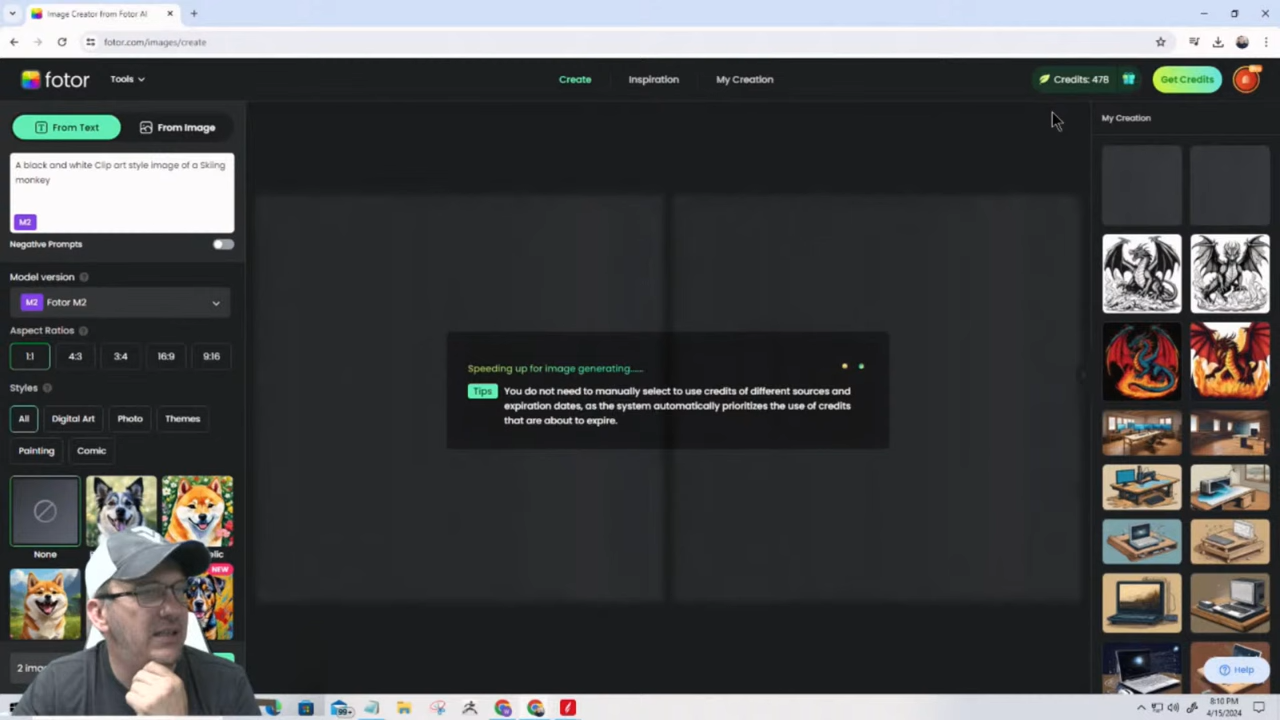 Image Creator from Fotor AI
fotor.com/images/create
fotor
Tools
Create
Inspiration
My Creation
Credits: 478
Get Credits
From Text
From Image
A black and white Clip art style image of a Skiing
monkey
M2
Negative Prompts
Model version
M2 Fotor M2
Aspect Ratios
1:1
4:3
3:4
16:9
9:16
Styles
All
Digital Art
Photo
Themes
Painting
Comic
None
NEW
2 ima
Speeding up for image generating......
Tips
You do not need to manually select to use credits of different sources and
expiration dates, as the system automatically prioritizes the use of credits
that are about to expire.
My Creation
Help
99+
8:10 PM
4/15/2024